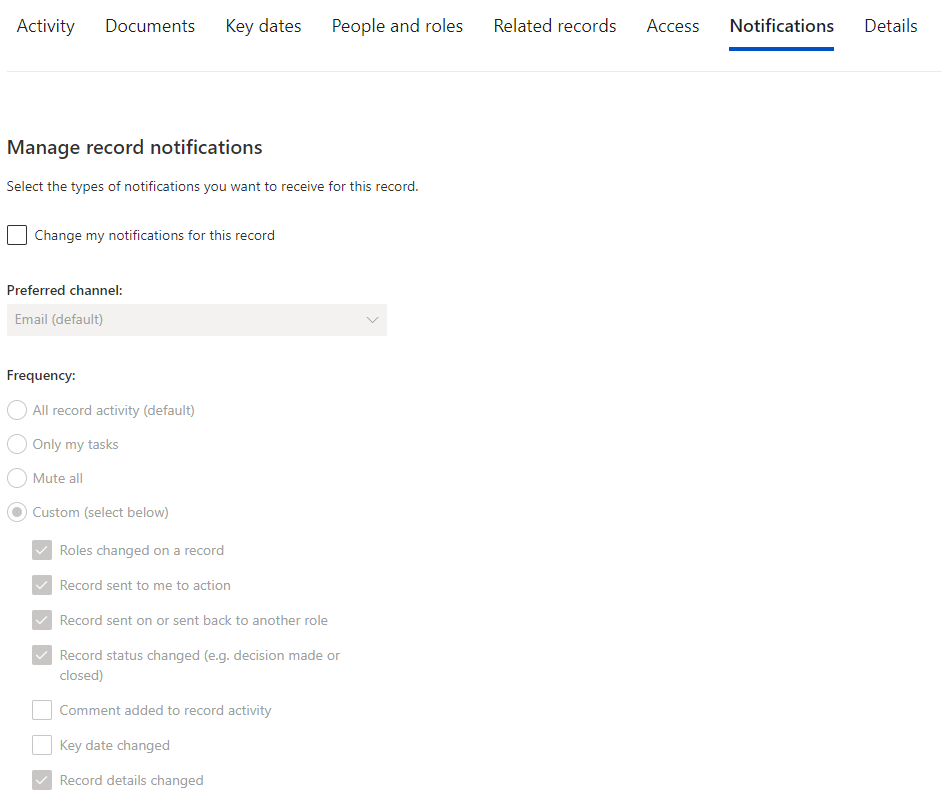 Activity Documents Key dates People and roles Related records Access Notifications Details
Manage record notifications
Select the types of notifications you want to receive for this record.
Change my notifications for this record
Preferred channel:
Email (default)
Frequency:
All record activity (default)
Only my tasks
Mute all
Custom (select below)
Roles changed on a record
Record sent to me to action
Record sent on or sent back to another role
Record status changed (e.g. decision made or
closed)
Comment added to record activity
Key date changed
Record details changed